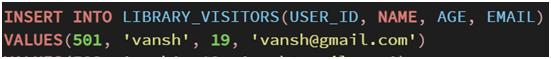 INSERT INTO LIBRARY_VISITORS(USER_ID, NAME, AGE, EMAIL)
VALUES(501, 'vansh', 19, 'vansh@gmail.com')